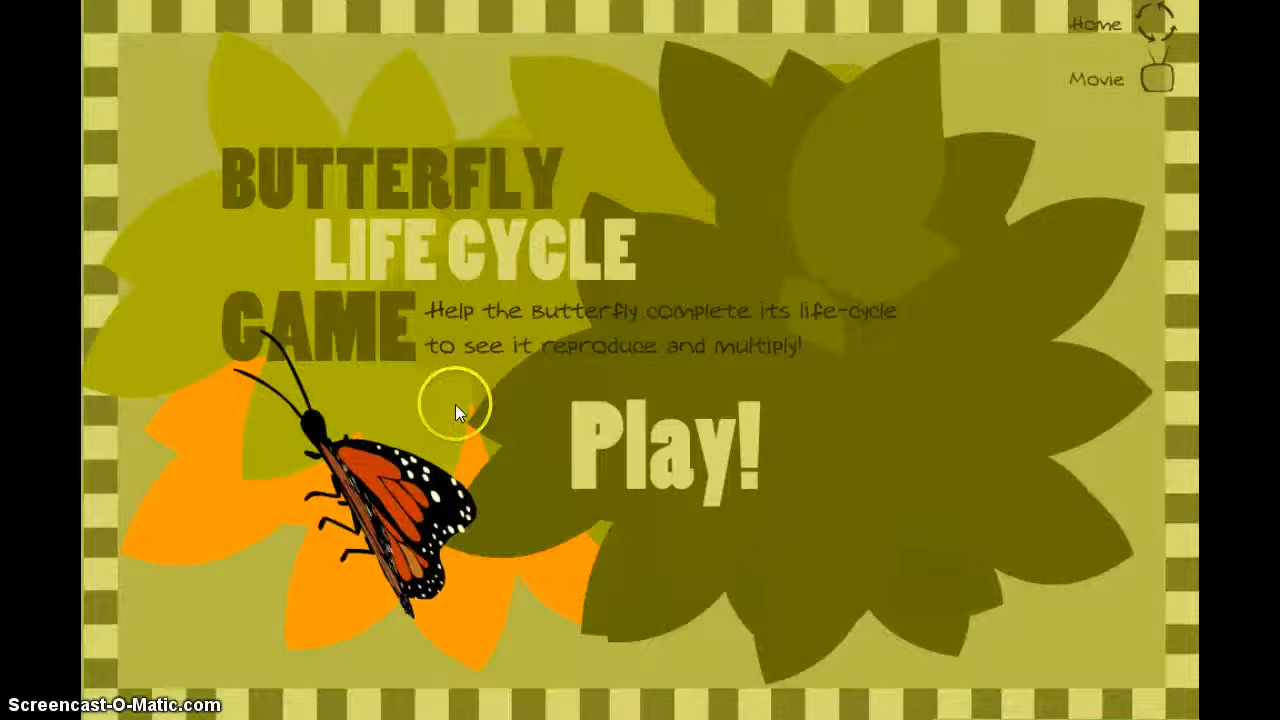 Home
Movie
BUTTERFLY
LIFE CYCLE
GAME
Help the Butterfly complete its life-cycle
to see it reproduce and multiply!
Play!
Screencast-O-Matic.com